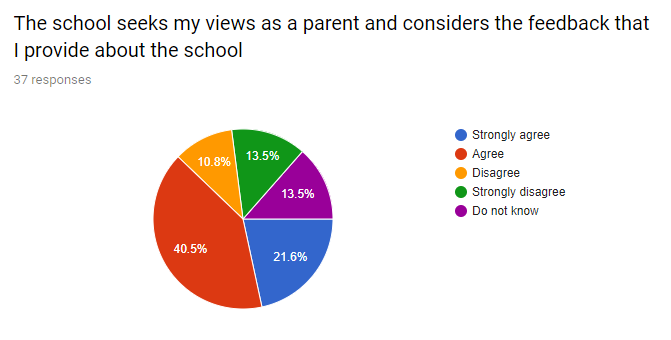 The school seeks my views as a parent and considers the feedback that
I provide about the school
37 responses
Strongly agree
Agree
Disagree
Strongly disagree
Do not know
10.8%
13.5%
13.5%
40.5%
21.6%